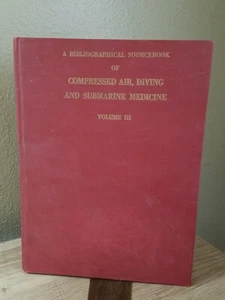 A BIBLIOGRAPHICAL SOURCEBOOK
OF
COMPRESSED AIR, DIVING
AND SUBMARINE MEDICINE
VOLUME III